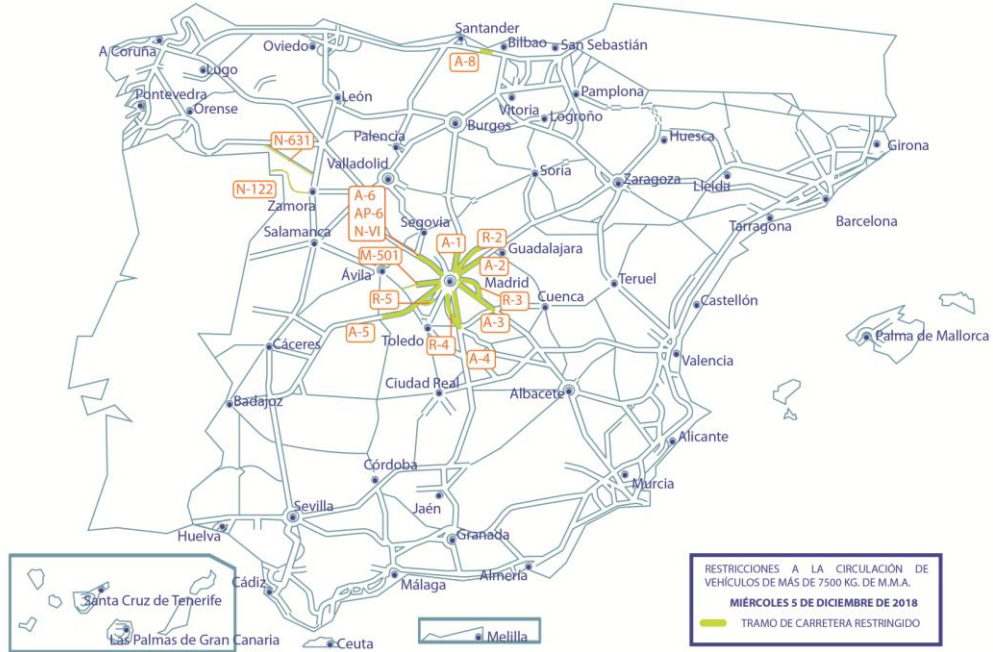 Santander
A Coruña
Oviedo
Bilbao
San Sebastián
A-8
Lugo
Pontevedra
Orense
León
Vitoria
Pamplona
Logroño
Burgos
Palencia
Huesca
Girona
N-631
Valladolid
Soria
Zaragoza
Lleida
N-122
Zamora
A-6
AP-6
N-VI
Segovia
Barcelona
Tarragona
Salamanca
A-1
R-2
Guadalajara
M-501
A-2
Ávila
Madrid
Teruel
R-5
R-3
Cuenca
Castellón
A-5
A-3
Toledo
R-4
A-4
Cáceres
Palma de Mallorca
Valencia
Ciudad Real
Albacete
Badajoz
Alicante
Córdoba
Murcia
Jaén
Sevilla
Huelva
Granada
Cádiz
Málaga
Almería
Santa Cruz de Tenerife
Las Palmas de Gran Canaria
Ceuta
Melilla
RESTRICCIONES A LA CIRCULACIÓN DE
VEHÍCULOS DE MÁS DE 7500 KG. DE M.M.A.
MIÉRCOLES 5 DE DICIEMBRE DE 2018
TRAMO DE CARRETERA RESTRINGIDO